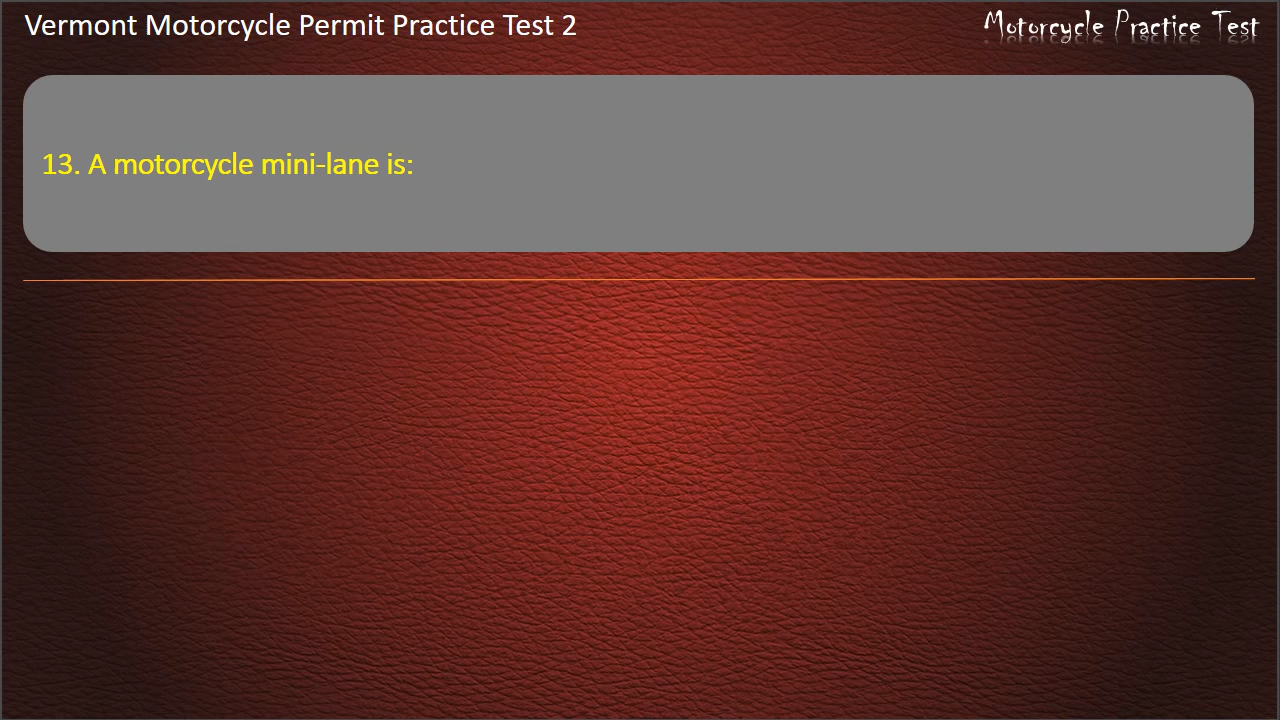 Vermont Motorcycle Permit Practice Test 2
Motorcycle Practice Test
13. A motorcycle mini-lane is: